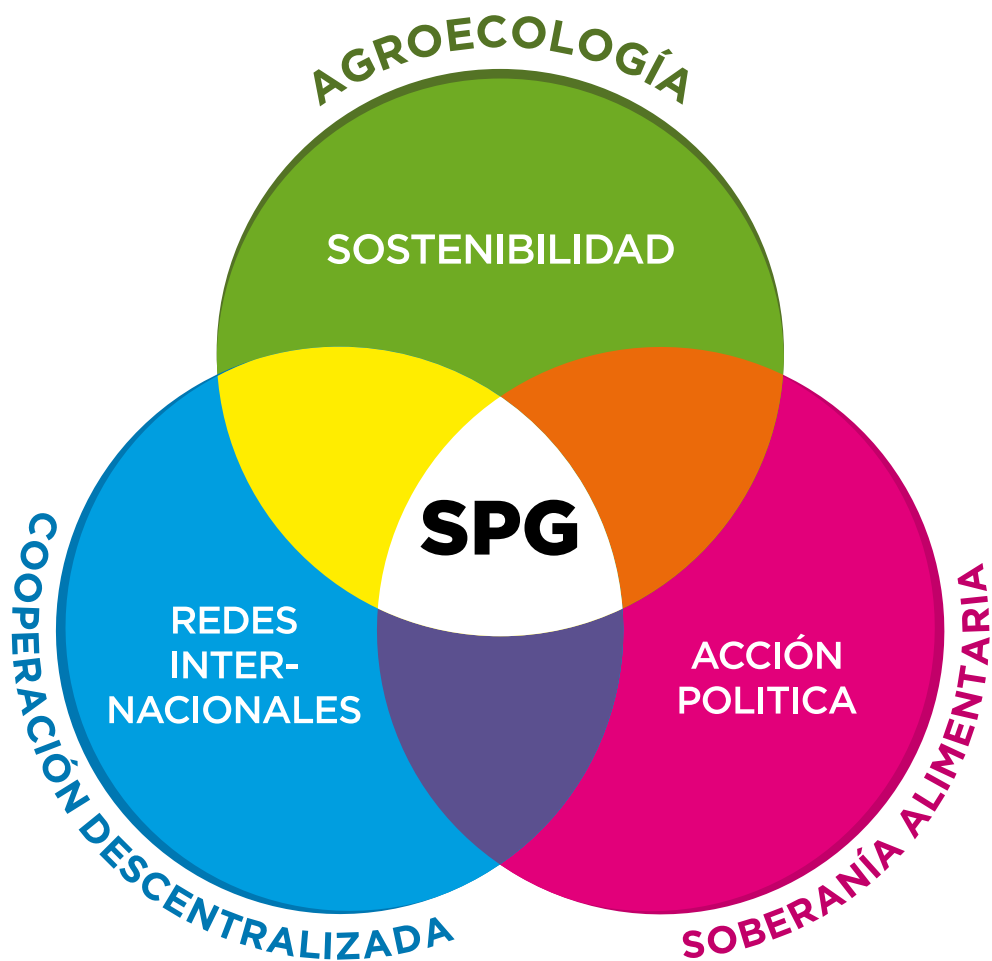 AGROECOLOGÍA
SOSTENIBILIDAD
SPG
REDES
INTER-
NACIONALES
ACCIÓN
POLITICA
COOPERACIÓN DESCENTRALIZADA
SOBERANÍA ALIMENTARIA